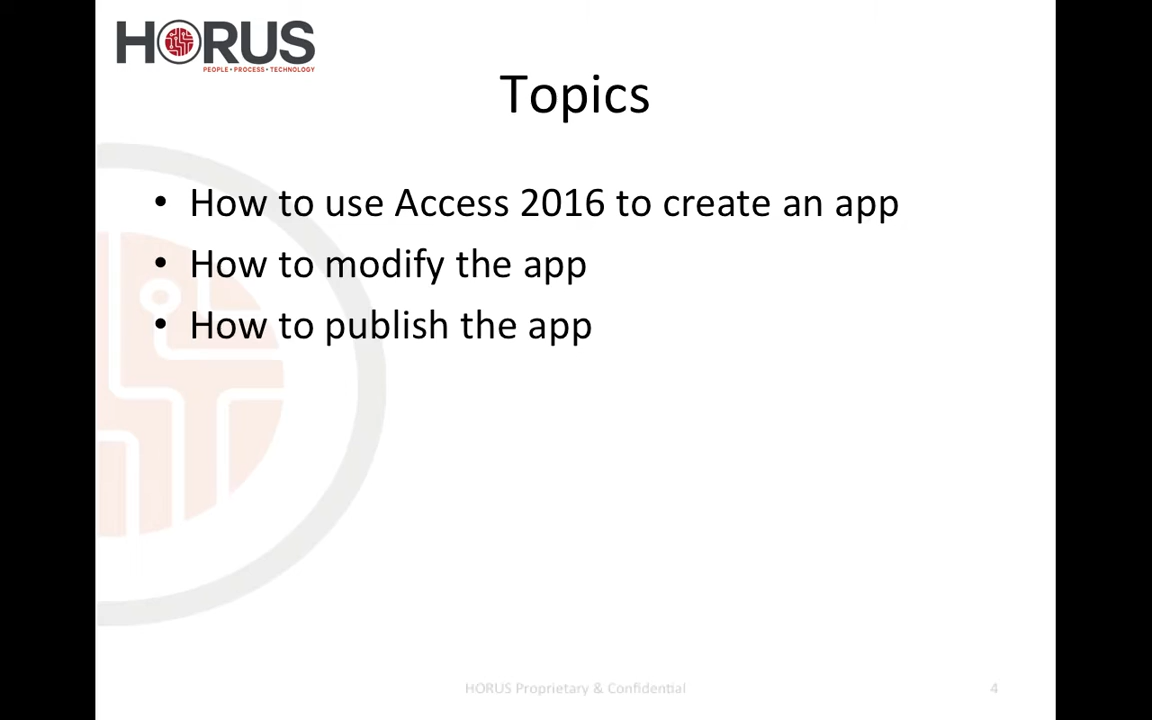 HORUS
PEOPLE • PROCESS • TECHNOLOGY
Topics
• How to use Access 2016 to create an app
• How to modify the app
• How to publish the app
HORUS Proprietary & Confidential
4